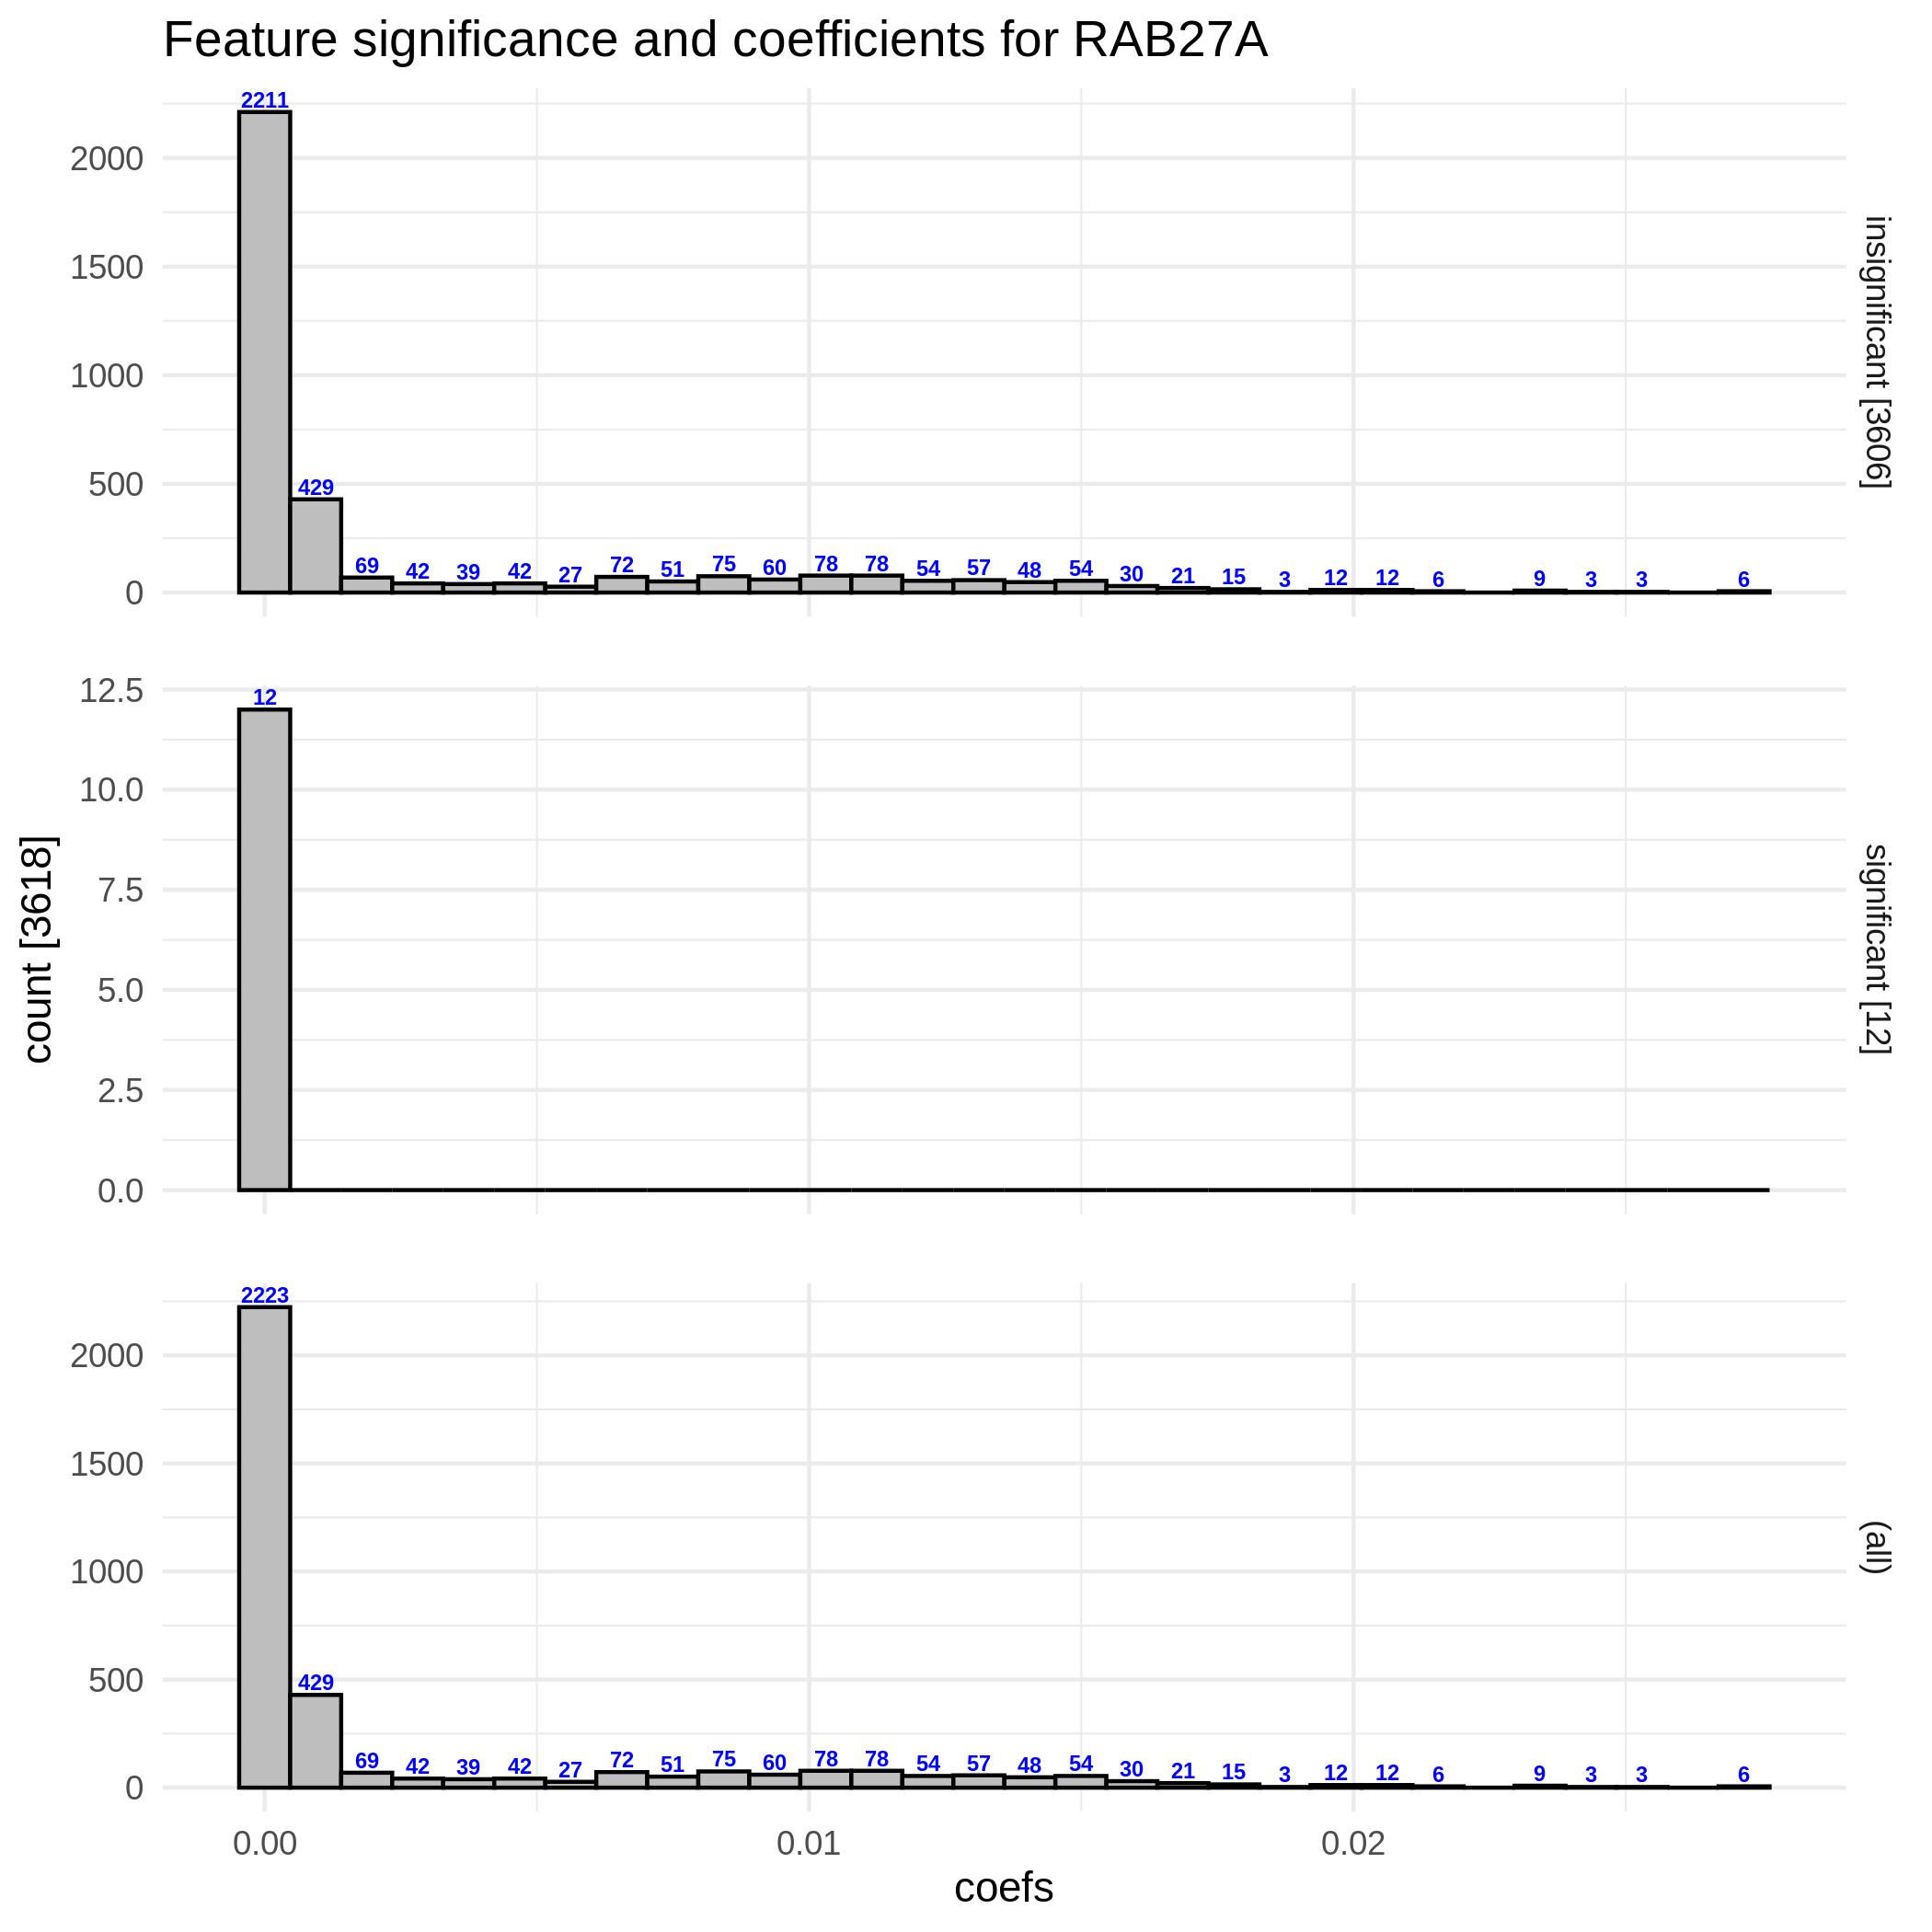 Feature significance and coefficients for RAB27A
2211
429
69 42 39 42 27 72 51 75 60 78 78 54 57 48 54 30 21 15 3 12 12 6 9 3 3 6
2000
1500
1000
500
0
insignificant [3606]
12
12.5
10.0
7.5
5.0
2.5
0.0
significant [12]
count [3618]
2223
429
69 42 39 42 27 72 51 75 60 78 78 54 57 48 54 30 21 15 3 12 12 6 9 3 3 6
2000
1500
1000
500
0
(all)
0.00 0.01 0.02
coefs